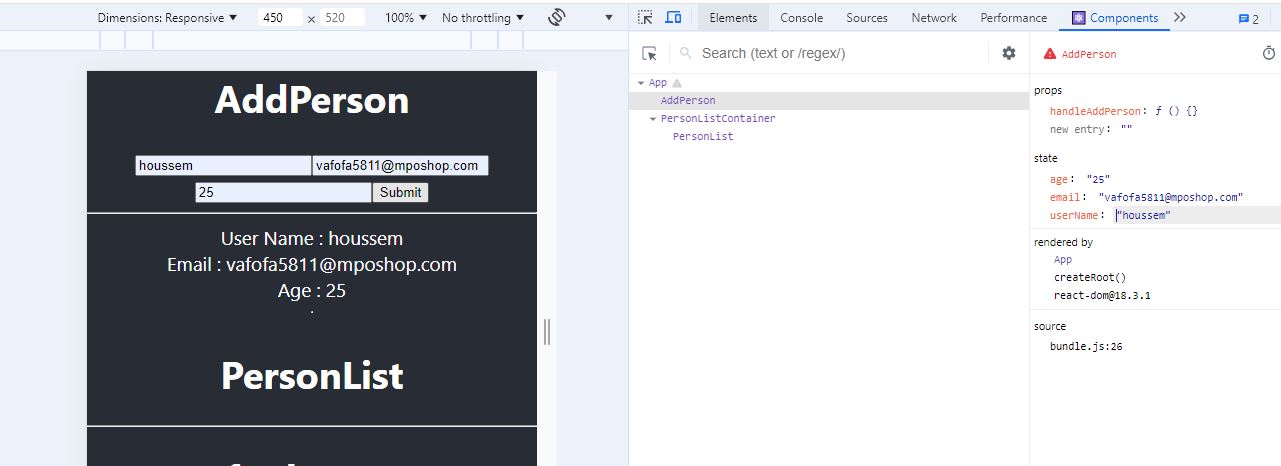 Dimensions: Responsive ▼ 450 × 520 100% ▼ No throttling ▼
Elements Console Sources Network Performance Components 2
AddPerson
houssem vafofa5811@mposhop.com
25 Submit
User Name : houssem
Email : vafofa5811@mposhop.com
Age : 25
.
PersonList
Search (text or /regex/)
App
AddPerson
PersonListContainer
PersonList
AddPerson
props
handleAddPerson: ƒ () {}
new entry: ""
state
age: "25"
email: "vafofa5811@mposhop.com"
userName: "houssem"
rendered by
App
createRoot()
react-dom@18.3.1
source
bundle.js:26